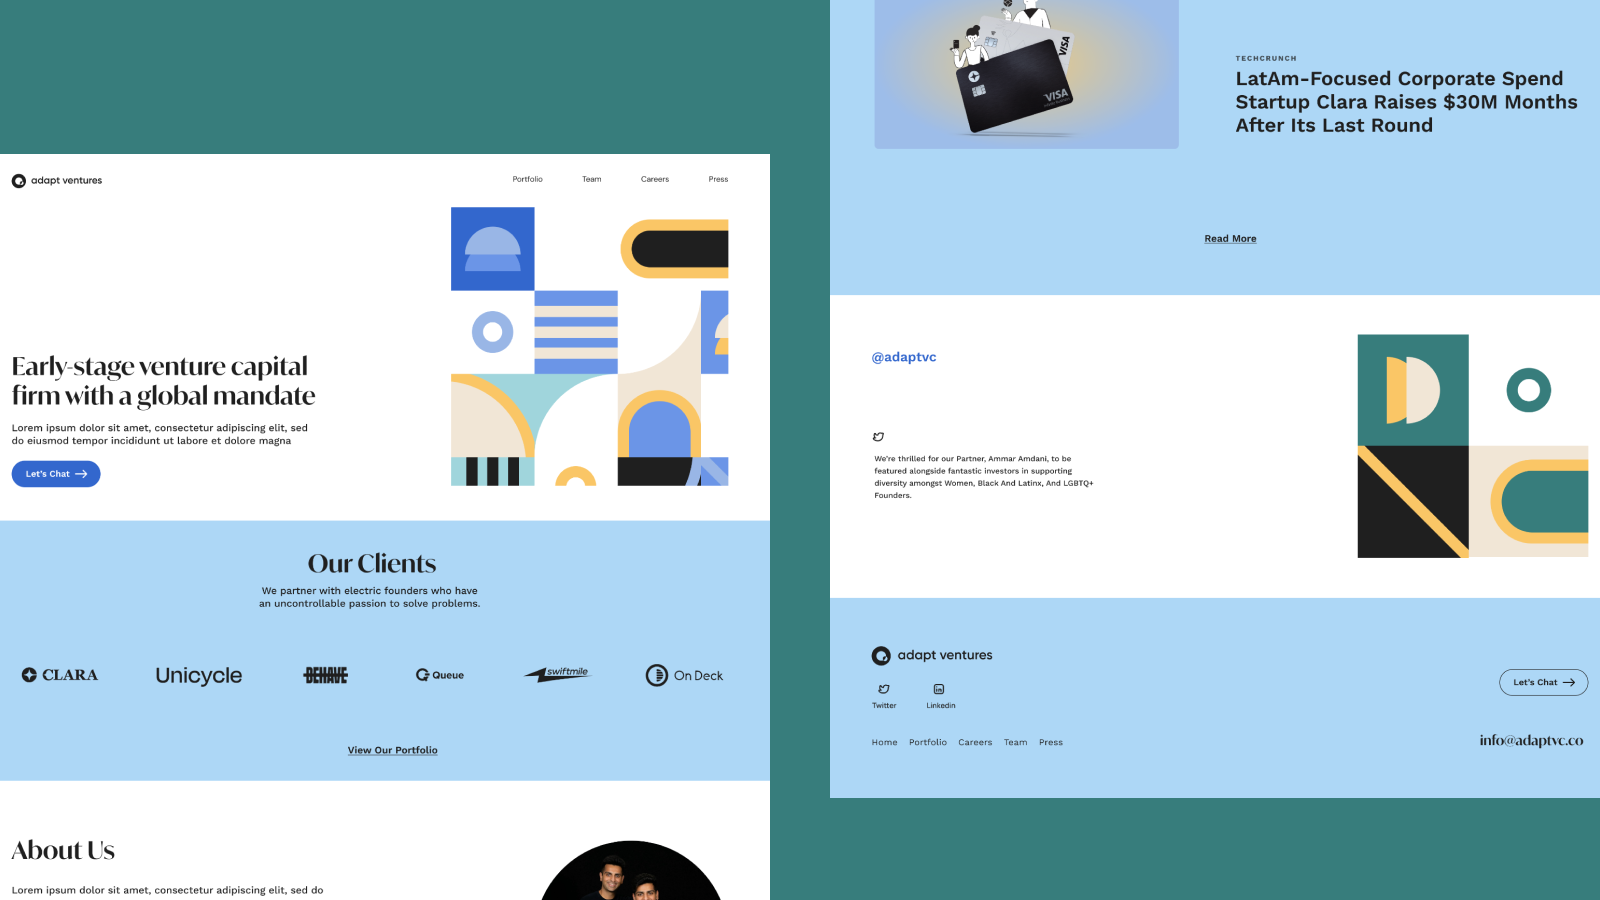 adapt ventures
Portfolio
Team
Careers
Press
Early-stage venture capital
firm with a global mandate
Lorem ipsum dolor sit amet, consectetur adipiscing elit, sed
do eiusmod tempor incididunt ut labore et dolore magna
Let's Chat
Our Clients
We partner with electric founders who have
an uncontrollable passion to solve problems.
CLARA
Unicycle
BEHAVE
Queue
swiftmile
On Deck
View Our Portfolio
About Us
Lorem ipsum dolor sit amet, consectetur adipiscing elit, sed do
VISA
VISA
TECHCRUNCH
LatAm-Focused Corporate Spend
Startup Clara Raises $30M Months
After Its Last Round
Read More
@adaptvc
We're thrilled for our Partner, Ammar Amdani, to be
featured alongside fantastic investors in supporting
diversity amongst Women, Black And Latinx, And LGBTQ+
Founders.
adapt ventures
Twitter
Linkedin
Let's Chat
Home
Portfolio
Careers
Team
Press
info@adaptvc.co